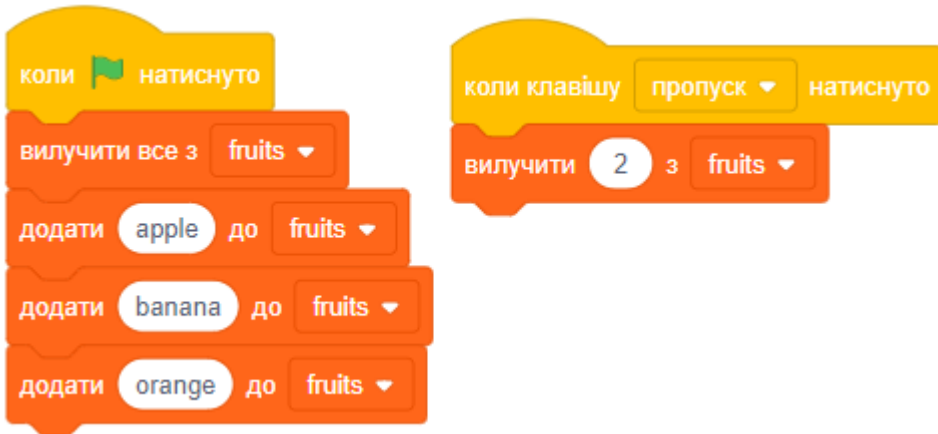 коли натиснуто
вилучити все з fruits
додати apple до fruits
додати banana до fruits
додати orange до fruits
коли клавішу пропуск натиснуто
вилучити 2 з fruits